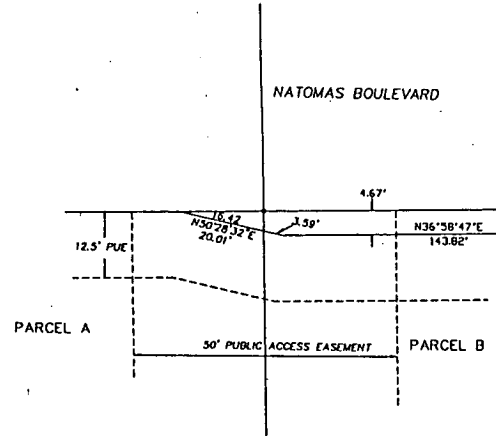 NATOMAS BOULEVARD
4.67'
16.42
3.59'
N50°28'32"E
20.01'
N36°58'47"E
143.82'
12.5' PUE
PARCEL A
50' PUBLIC ACCESS EASEMENT
PARCEL B